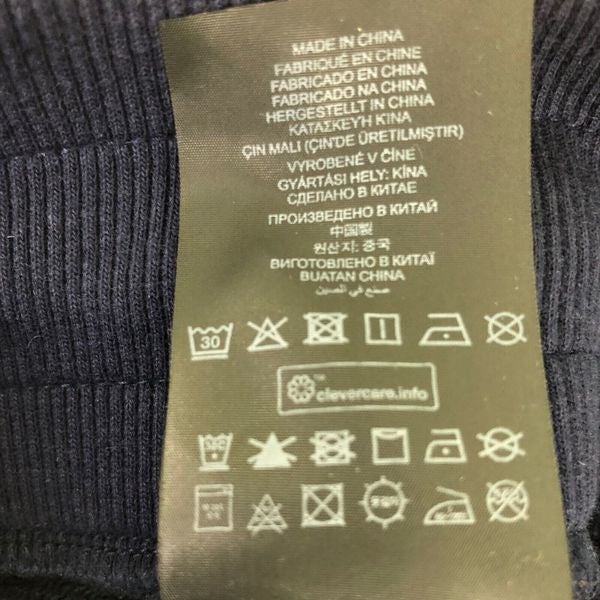 MADE IN CHINA
FABRIQUÉ EN CHINE
FABRICADO EN CHINA
FABRICADO NA CHINA
HERGESTELLT IN CHINA
ΚΑΤΑΣΚΕΥΗ ΚΙΝΑ
ÇIN MALI (ÇIN'DE ÜRETILMIŞTIR)
VYROBENÉ V ČÍNE
GYÁRTÁSI HELY: KÍNA
СДЕЛАНО В КИТАЕ
ПРОИЗВЕДЕНО В КИТАЙ
中国製
원산지: 중국
ВИГОТОВЛЕНО В КИТАЇ
BUATAN CHINA
صنع في الصين
30
clevercare.info™